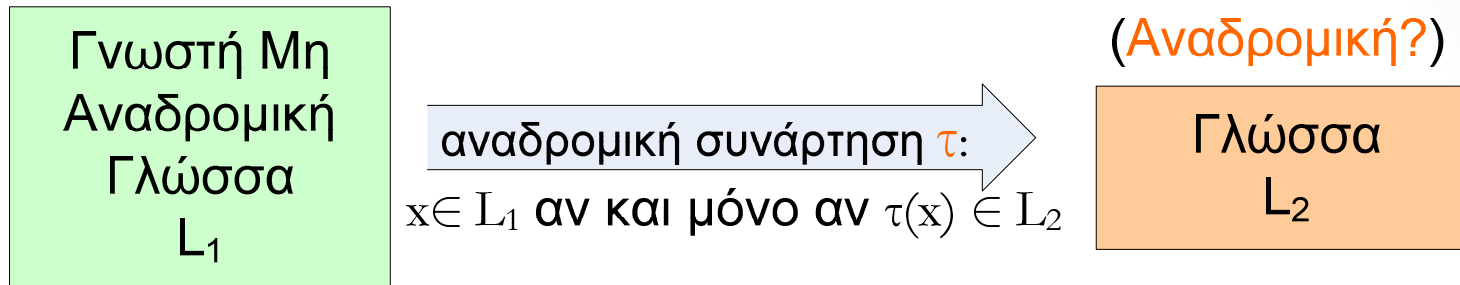 Γνωστή Μη
Αναδρομική
Γλώσσα
L₁
αναδρομική συνάρτηση τ:
x∈ L₁ αν και μόνο αν τ(x) ∈ L₂
(Αναδρομική?)
Γλώσσα
L₂